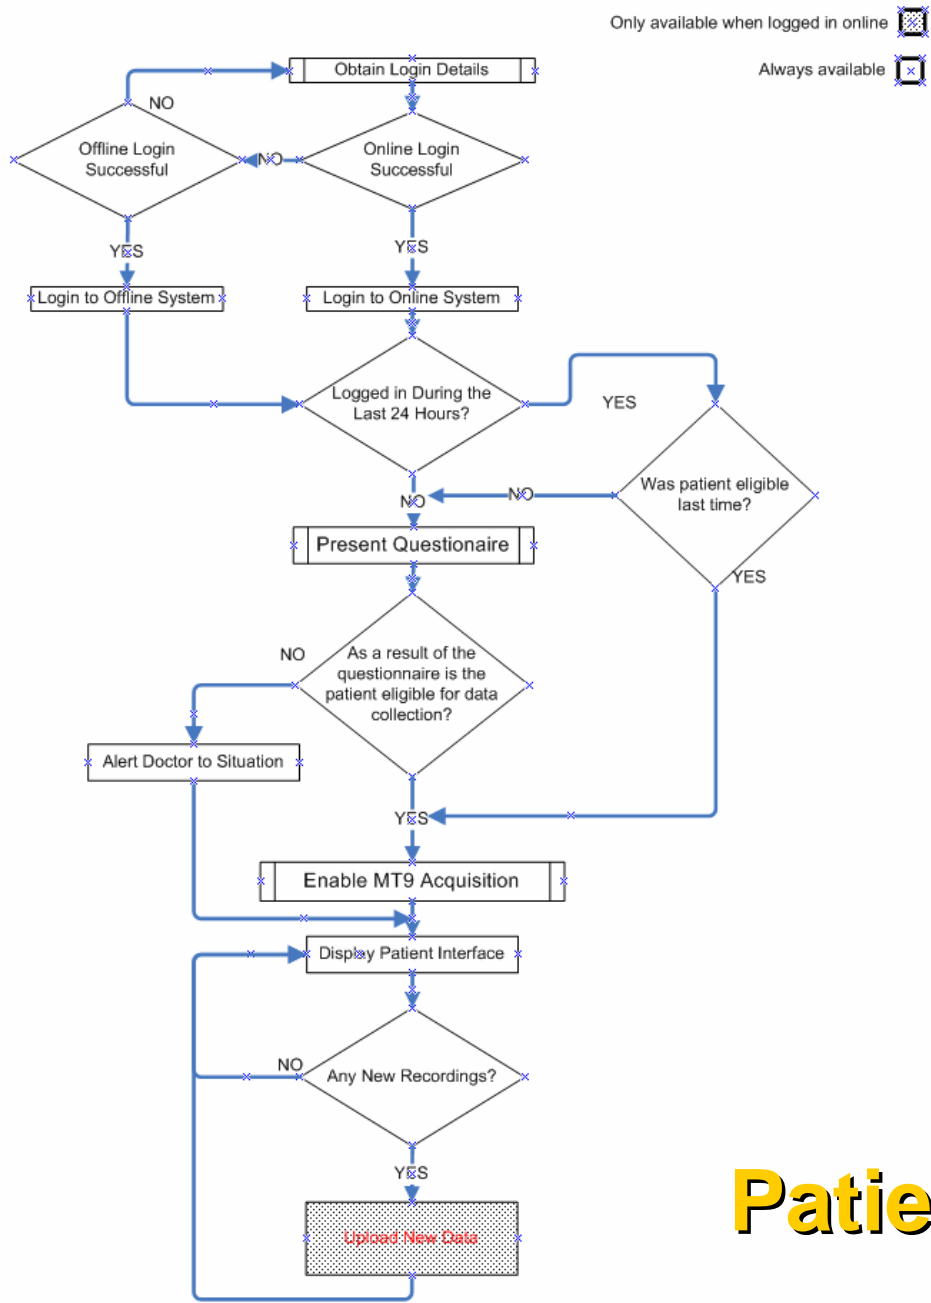 Only available when logged in online
Always available
Obtain Login Details
NO
Offline Login
Successful
NO
Online Login
Successful
YES
YES
Login to Offline System
Login to Online System
Logged in During the
Last 24 Hours?
YES
Was patient eligible
last time?
NO
NO
Present Questionaire
YES
NO
As a result of the
questionnaire is the
patient eligible for data
collection?
Alert Doctor to Situation
YES
Enable MT9 Acquisition
Display Patient Interface
NO
Any New Recordings?
YES
Patie
Upload New Data